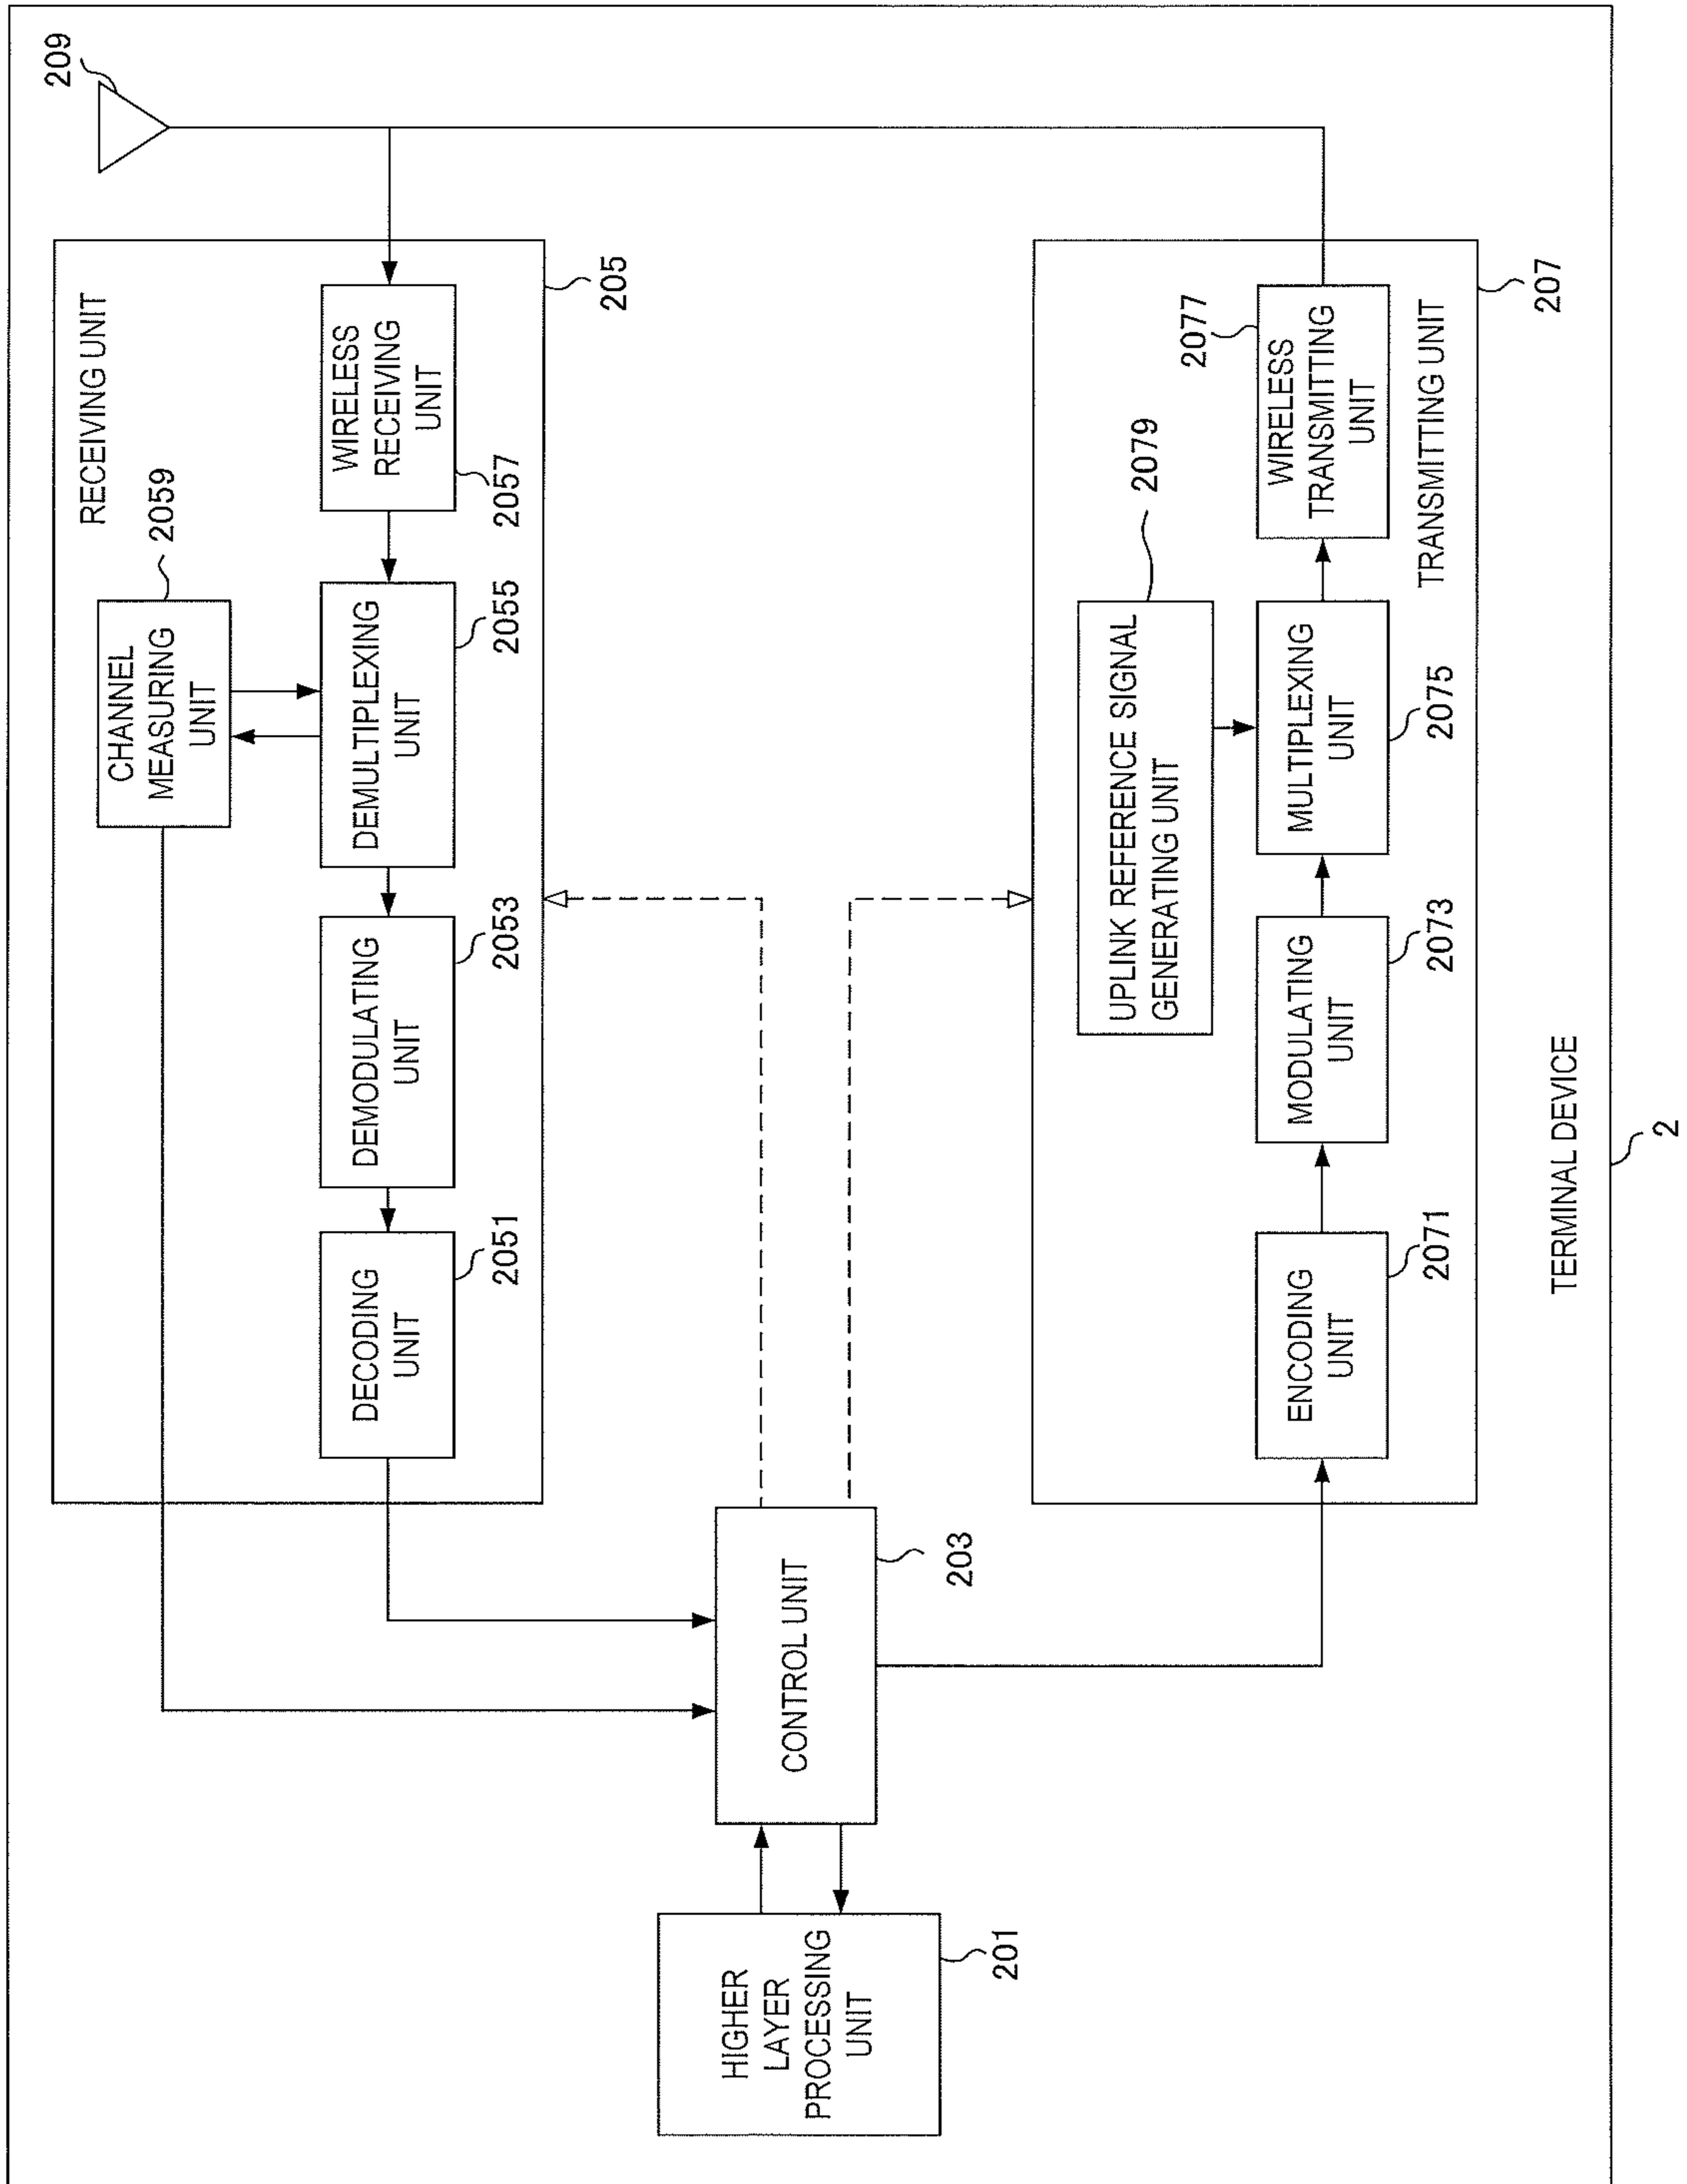 209
RECEIVING UNIT
CHANNEL
MEASURING
UNIT
2059
WIRELESS
RECEIVING
UNIT
2057
DEMULTIPLEXING
UNIT
2055
DEMODULATING
UNIT
2053
DECODING
UNIT
2051
205
HIGHER
LAYER
PROCESSING
UNIT
201
CONTROL UNIT
203
UPLINK REFERENCE SIGNAL
GENERATING UNIT
2079
ENCODING
UNIT
2071
MODULATING
UNIT
2073
MULTIPLEXING
UNIT
2075
WIRELESS
TRANSMITTING
UNIT
2077
TRANSMITTING UNIT
207
TERMINAL DEVICE
2